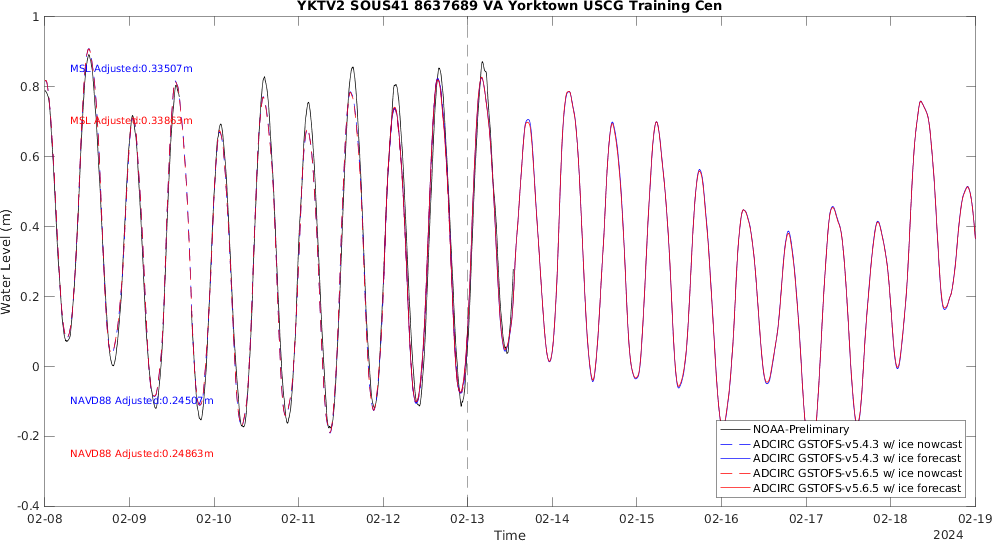 YKTV2 SOUS41 8637689 VA Yorktown USCG Training Cen
1
0.8
0.6
0.4
0.2
0
-0.2
-0.4
Water Level (m)
MSL Adjusted:0.33507m
MSL Adjusted:0.33863m
NAVD88 Adjusted:0.24507m
NAVD88 Adjusted:0.24863m
NOAA-Preliminary
ADCIRC GSTOFS-v5.4.3 w/ ice nowcast
ADCIRC GSTOFS-v5.4.3 w/ ice forecast
ADCIRC GSTOFS-v5.6.5 w/ ice nowcast
ADCIRC GSTOFS-v5.6.5 w/ ice forecast
02-08 02-09 02-10 02-11 02-12 02-13 02-14 02-15 02-16 02-17 02-18 02-19
Time
2024